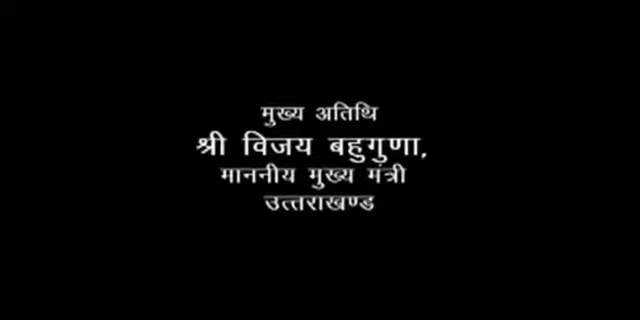 मुख्य अतिथि
श्री विजय बहुगुणा,
माननीय मुख्य मंत्री
उत्तराखण्ड